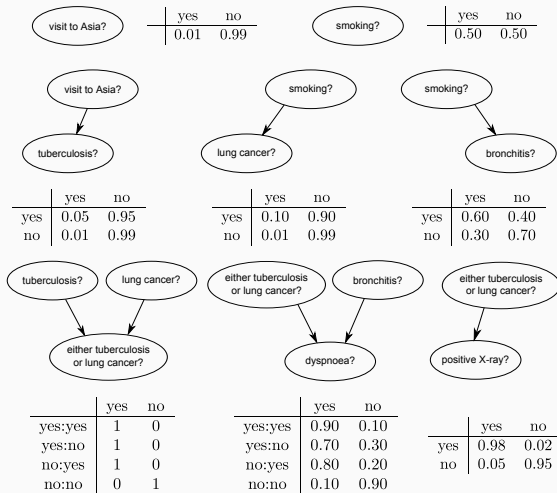 visit to Asia?
yes no
0.01 0.99
smoking?
yes no
0.50 0.50
visit to Asia?
tuberculosis?
yes no
yes 0.05 0.95
no 0.01 0.99
smoking?
lung cancer?
yes no
yes 0.10 0.90
no 0.01 0.99
smoking?
bronchitis?
yes no
yes 0.60 0.40
no 0.30 0.70
tuberculosis?
lung cancer?
either tuberculosis
or lung cancer?
yes no
yes:yes 1 0
yes:no 1 0
no:yes 1 0
no:no 0 1
either tuberculosis
or lung cancer?
bronchitis?
dyspnoea?
yes no
yes:yes 0.90 0.10
yes:no 0.70 0.30
no:yes 0.80 0.20
no:no 0.10 0.90
either tuberculosis
or lung cancer?
positive X-ray?
yes no
yes 0.98 0.02
no 0.05 0.95